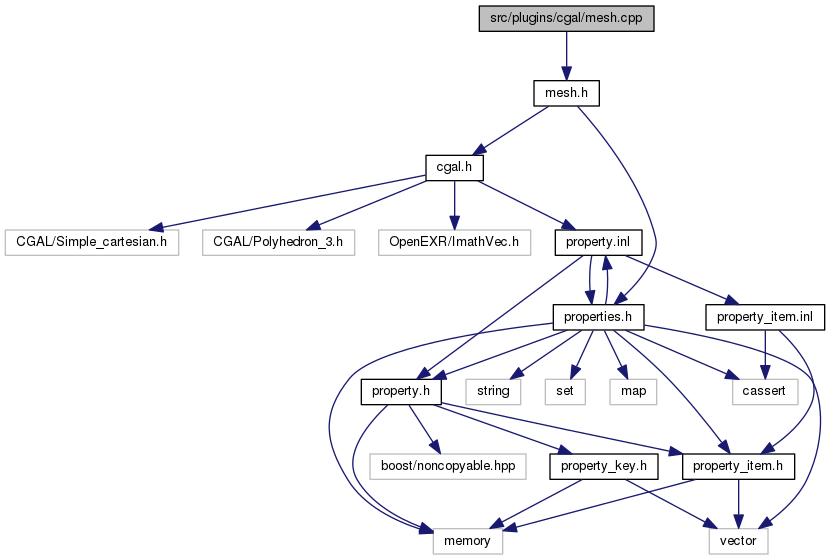 src/plugins/cgal/mesh.cpp
mesh.h
cgal.h
CGAL/Simple_cartesian.h
CGAL/Polyhedron_3.h
OpenEXR/ImathVec.h
property.inl
properties.h
property_item.inl
property.h
string
set
map
cassert
boost/noncopyable.hpp
property_key.h
property_item.h
memory
vector